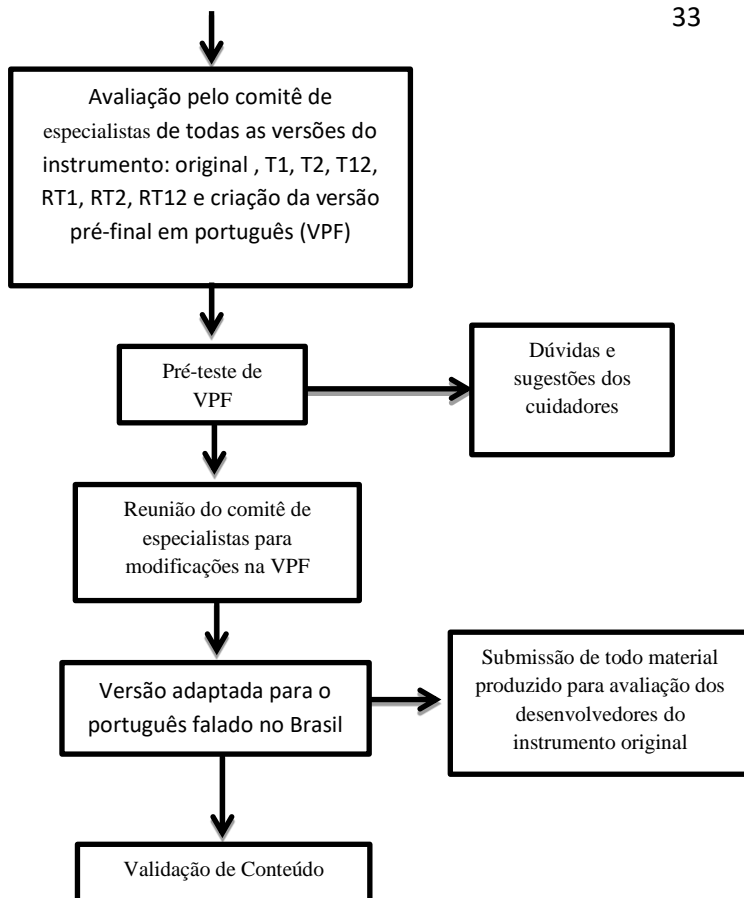 33
Avaliação pelo comitê de
especialistas de todas as versões do
instrumento: original , T1, T2, T12,
RT1, RT2, RT12 e criação da versão
pré-final em português (VPF)
Pré-teste de
VPF
Dúvidas e
sugestões dos
cuidadores
Reunião do comitê de
especialistas para
modificações na VPF
Versão adaptada para o
português falado no Brasil
Submissão de todo material
produzido para avaliação dos
desenvolvedores do
instrumento original
Validação de Conteúdo